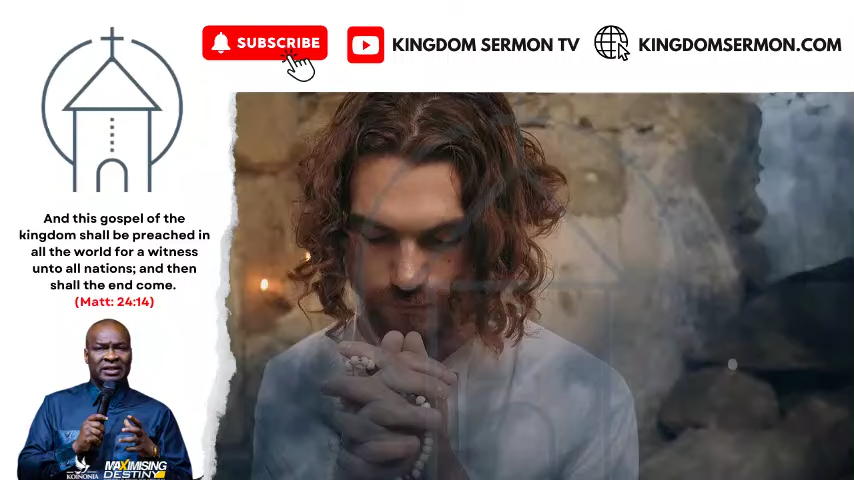 SUBSCRIBE
KINGDOM SERMON TV
KINGDOMSERMON.COM
And this gospel of the
kingdom shall be preached in
all the world for a witness
unto all nations; and then
shall the end come.
(Matt: 24:14)
KOINONIA
MAXIMISING
DESTINY